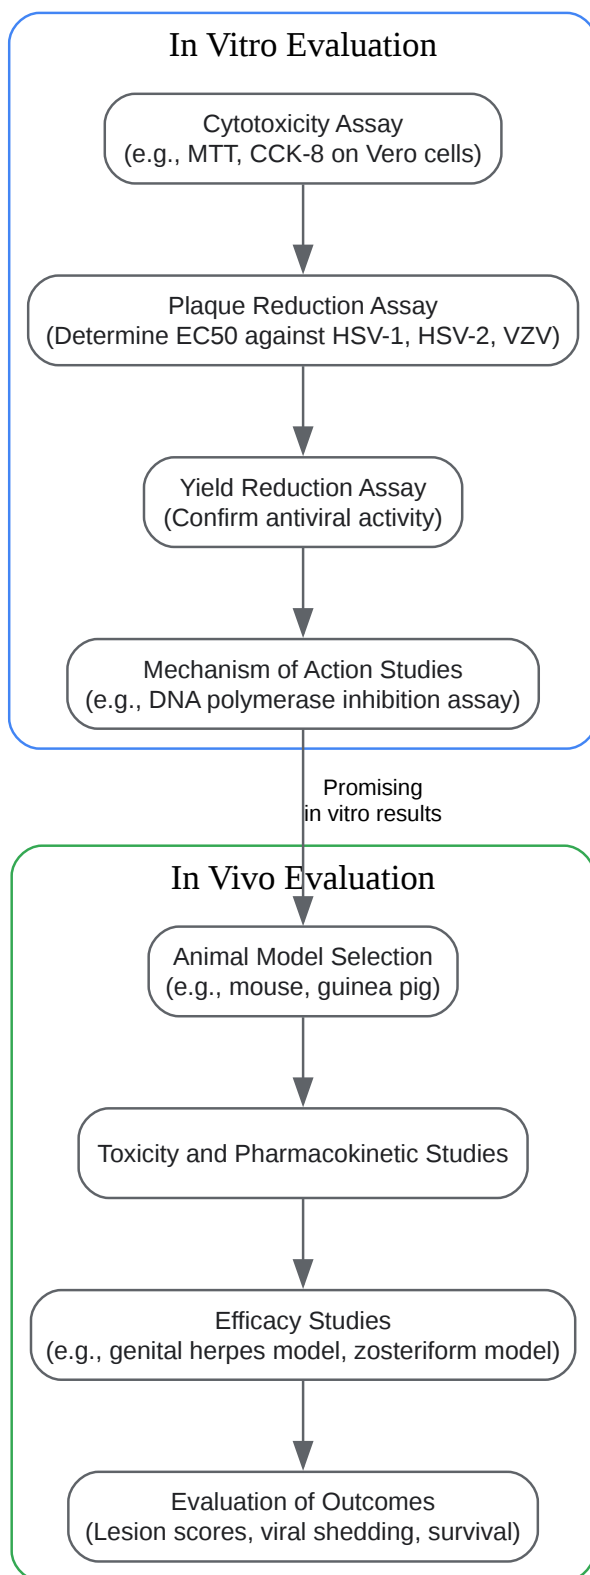 In Vitro Evaluation
Cytotoxicity Assay
(e.g., MTT, CCK-8 on Vero cells)
Plaque Reduction Assay
(Determine EC50 against HSV-1, HSV-2, VZV)
Yield Reduction Assay
(Confirm antiviral activity)
Mechanism of Action Studies
(e.g., DNA polymerase inhibition assay)
Promising
in vitro results
In Vivo Evaluation
Animal Model Selection
(e.g., mouse, guinea pig)
Toxicity and Pharmacokinetic Studies
Efficacy Studies
(e.g., genital herpes model, zosteriform model)
Evaluation of Outcomes
(Lesion scores, viral shedding, survival)